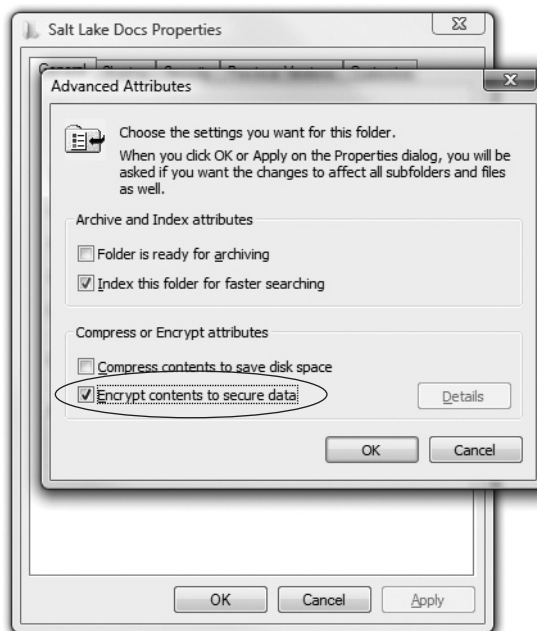 Salt Lake Docs Properties
Advanced Attributes
Choose the settings you want for this folder.
When you click OK or Apply on the Properties dialog, you will be
asked if you want the changes to affect all subfolders and files
as well.
Archive and Index attributes
Folder is ready for archiving
Index this folder for faster searching
Compress or Encrypt attributes
Compress contents to save disk space
Encrypt contents to secure data
Details
OK Cancel
OK Cancel Apply